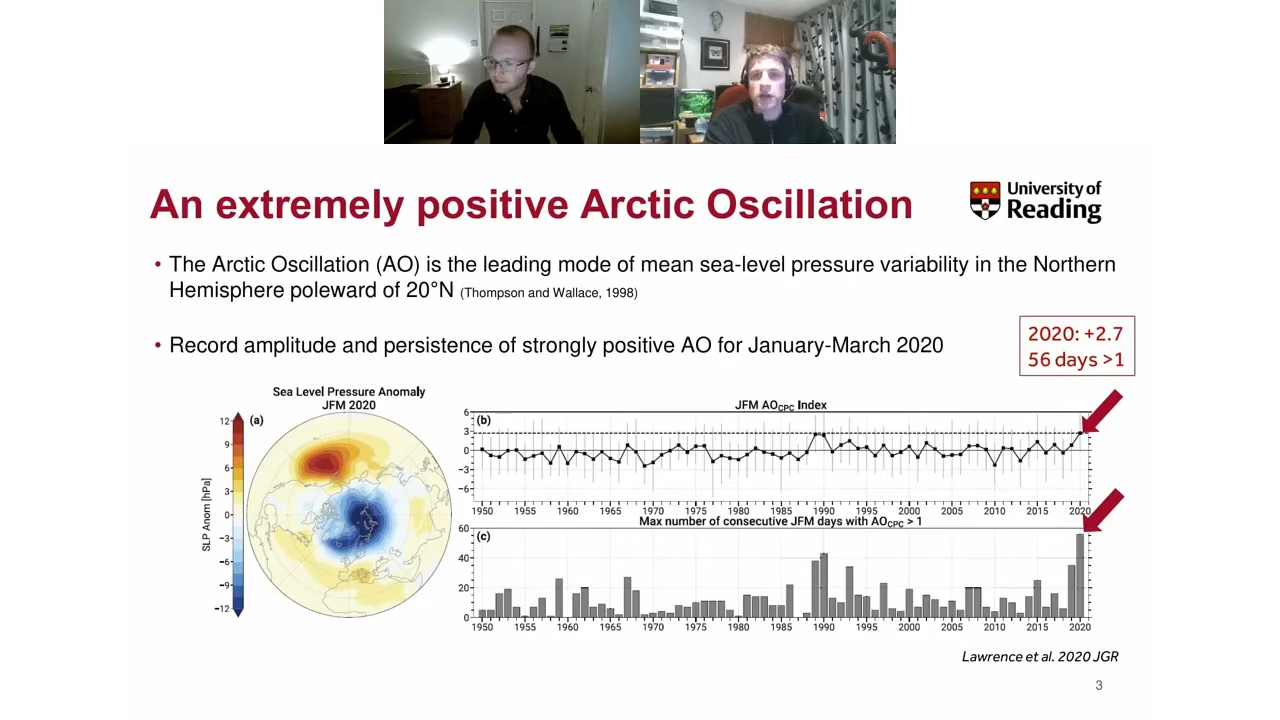 An extremely positive Arctic Oscillation
University of
Reading
• The Arctic Oscillation (AO) is the leading mode of mean sea-level pressure variability in the Northern
Hemisphere poleward of 20°N (Thompson and Wallace, 1998)
• Record amplitude and persistence of strongly positive AO for January-March 2020
2020: +2.7
56 days >1
Sea Level Pressure Anomaly
JFM 2020
(a)
SLP Anom [hPa]
12
9
6
3
0
−3
−6
−9
−12
JFM AOCPC Index
(b)
6
3
0
−3
−6
1950 1955 1960 1965 1970 1975 1980 1985 1990 1995 2000 2005 2010 2015 2020
Max number of consecutive JFM days with AOCPC > 1
(c)
60
40
20
0
1950 1955 1960 1965 1970 1975 1980 1985 1990 1995 2000 2005 2010 2015 2020
Lawrence et al. 2020 JGR
3